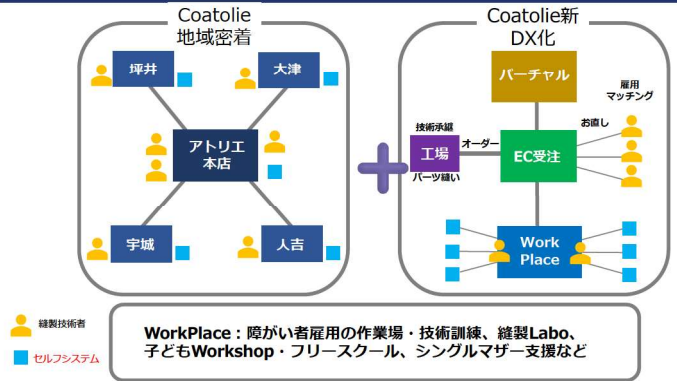 Coatolie
地域密着
坪井
大津
アトリエ
本店
宇城
人吉
Coatolie新
DX化
バーチャル
雇用
マッチング
お直し
技術承継
オーダー
工場
パーツ縫い
EC受注
Work
Place
縫製技術者
セルフシステム
WorkPlace：障がい者雇用の作業場・技術訓練、縫製Labo、
子どもWorkshop・フリースクール、シングルマザー支援など